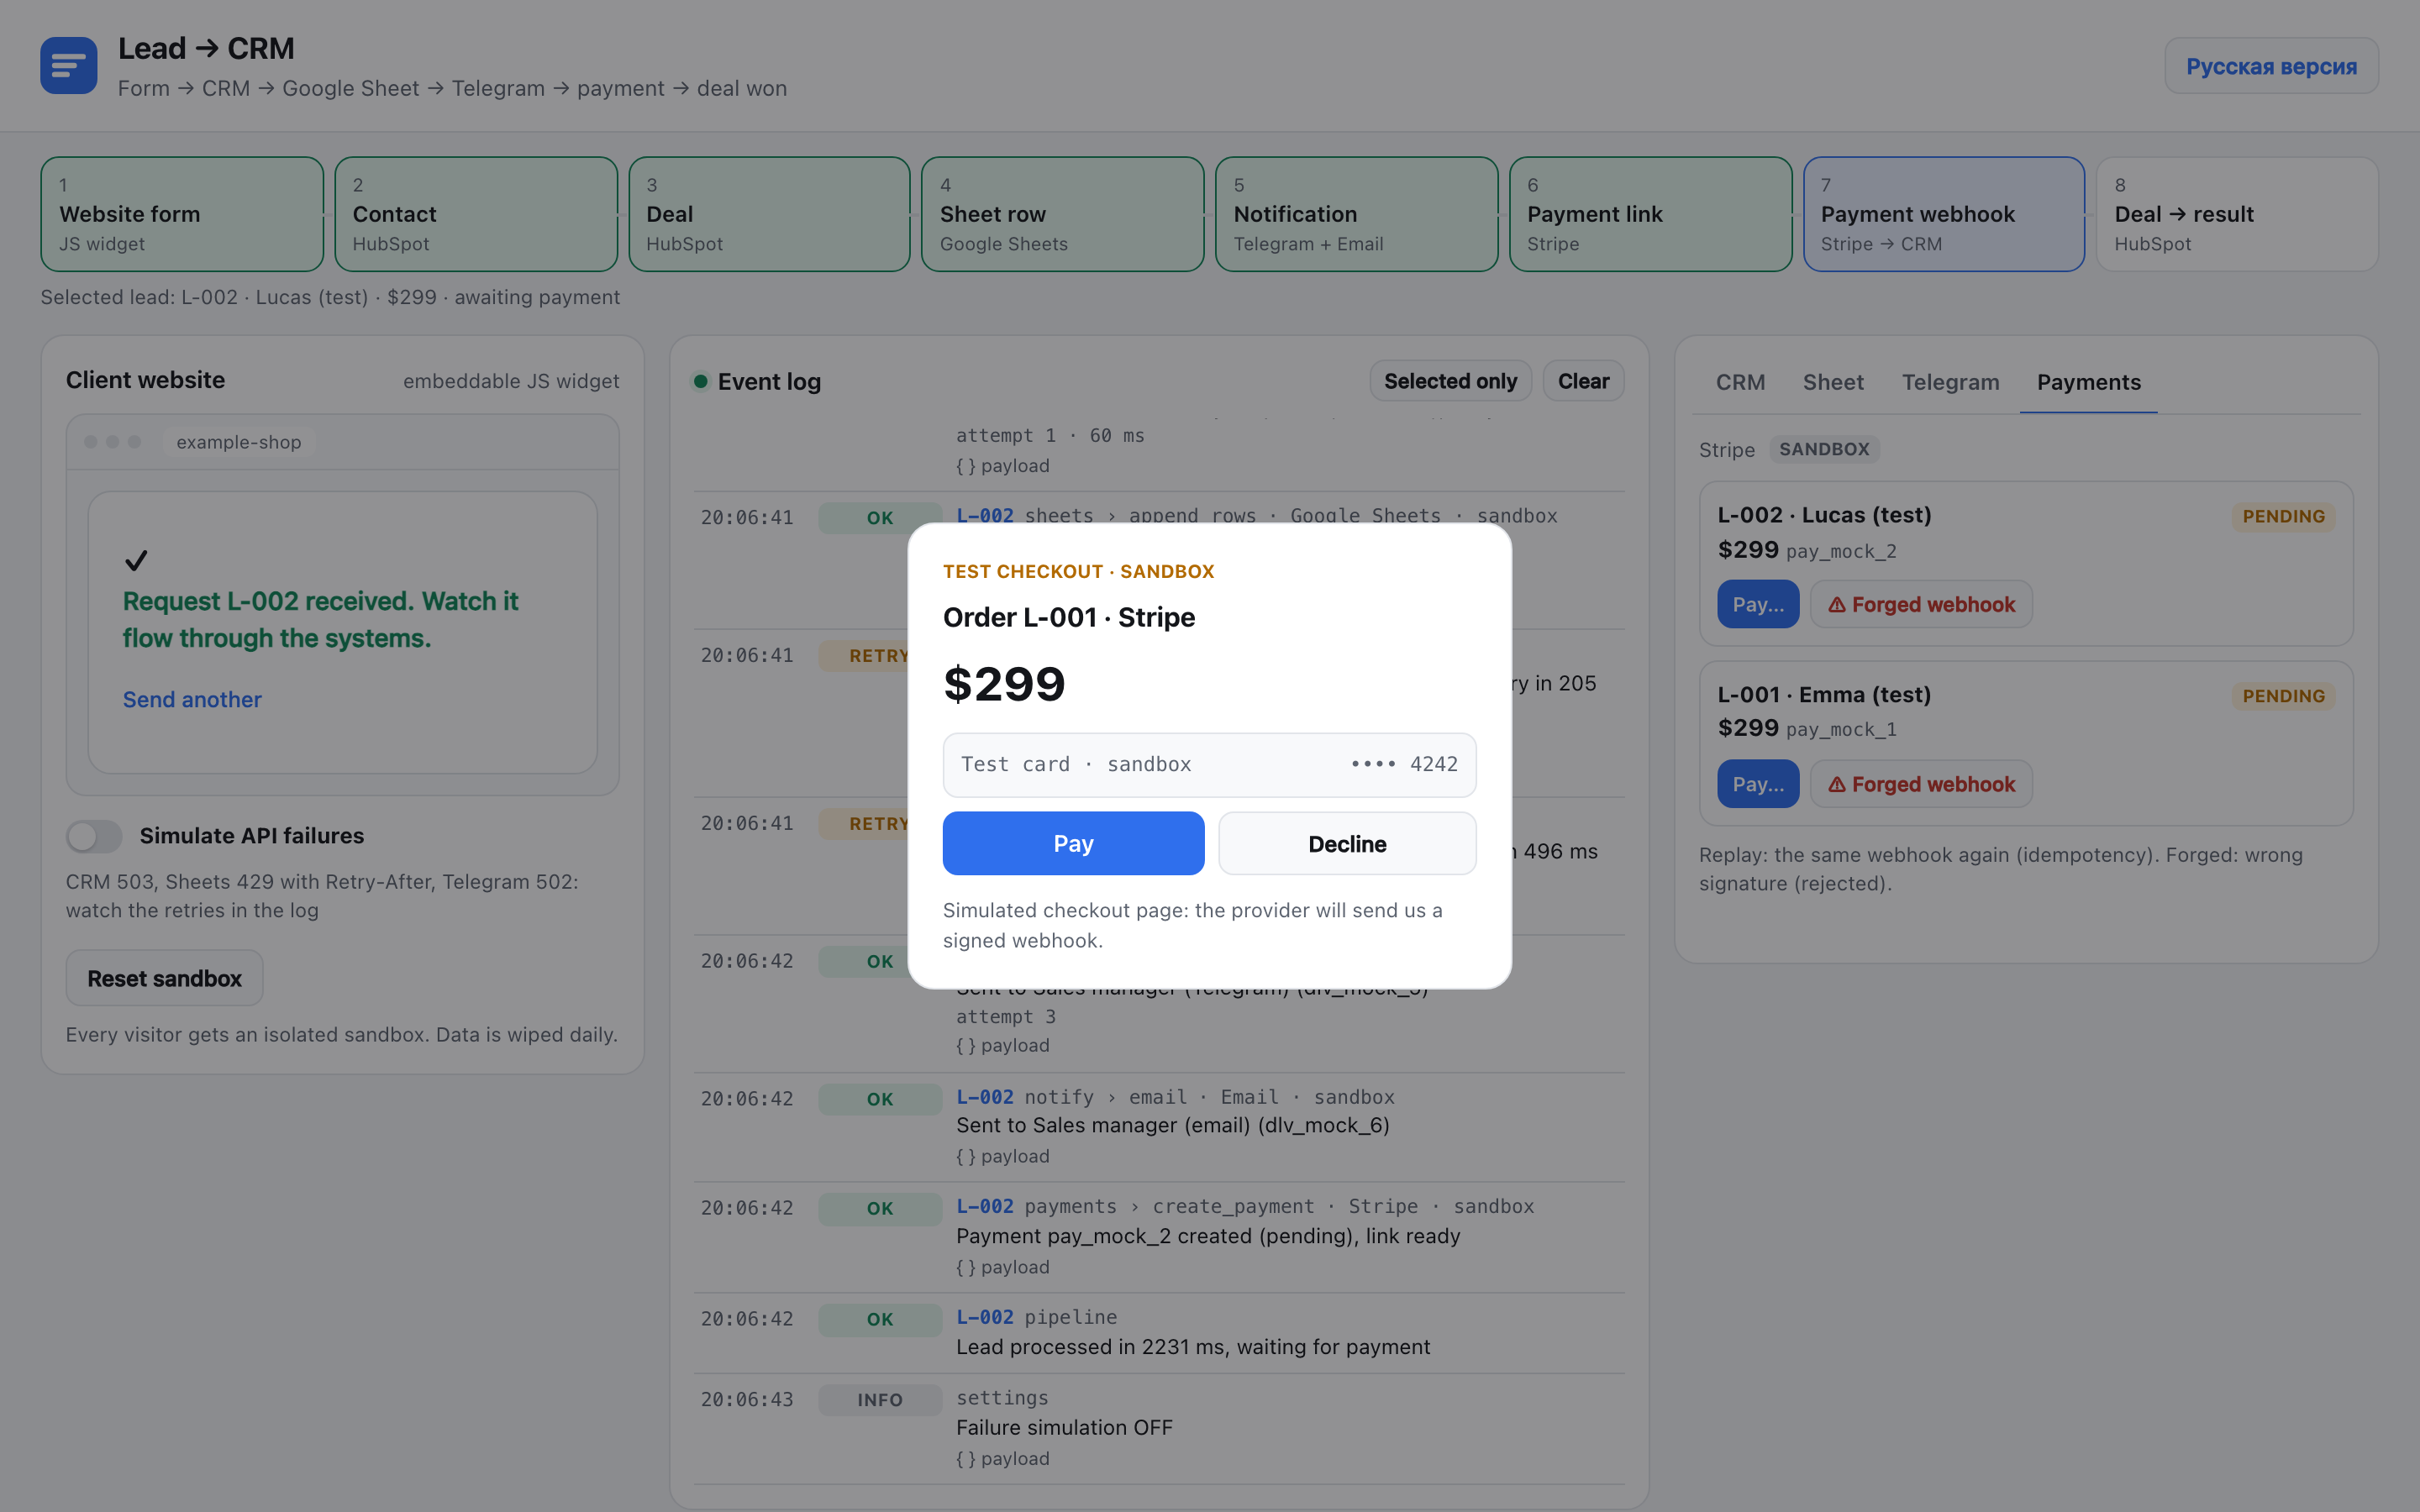 Lead → CRM
Form → CRM → Google Sheet → Telegram → payment → deal won
Русская версия
1
Website form
JS widget
2
Contact
HubSpot
3
Deal
HubSpot
4
Sheet row
Google Sheets
5
Notification
Telegram + Email
6
Payment link
Stripe
7
Payment webhook
Stripe → CRM
8
Deal → result
HubSpot
Selected lead: L-002 · Lucas (test) · $299 · awaiting payment
Client website
embeddable JS widget
example-shop
✓
Request L-002 received. Watch it
flow through the systems.
Send another
Simulate API failures
CRM 503, Sheets 429 with Retry-After, Telegram 502:
watch the retries in the log
Reset sandbox
Every visitor gets an isolated sandbox. Data is wiped daily.
Event log
Selected only
Clear
attempt 1 · 60 ms
{ } payload
20:06:41
OK
L-002 sheets › append_rows · Google Sheets · sandbox
20:06:41
RETRY
ry in 205
20:06:41
RETRY
496 ms
20:06:42
OK
Sent to Sales manager (Telegram) (dlv_mock_5)
attempt 3
{ } payload
20:06:42
OK
L-002 notify › email · Email · sandbox
Sent to Sales manager (email) (dlv_mock_6)
{ } payload
20:06:42
OK
L-002 payments › create_payment · Stripe · sandbox
Payment pay_mock_2 created (pending), link ready
{ } payload
20:06:42
OK
L-002 pipeline
Lead processed in 2231 ms, waiting for payment
20:06:43
INFO
settings
Failure simulation OFF
{ } payload
TEST CHECKOUT · SANDBOX
Order L-001 · Stripe
$299
Test card · sandbox
•••• 4242
Pay
Decline
Simulated checkout page: the provider will send us a
signed webhook.
CRM
Sheet
Telegram
Payments
Stripe
SANDBOX
L-002 · Lucas (test)
PENDING
$299 pay_mock_2
Pay...
⚠ Forged webhook
L-001 · Emma (test)
PENDING
$299 pay_mock_1
Pay...
⚠ Forged webhook
Replay: the same webhook again (idempotency). Forged: wrong
signature (rejected).